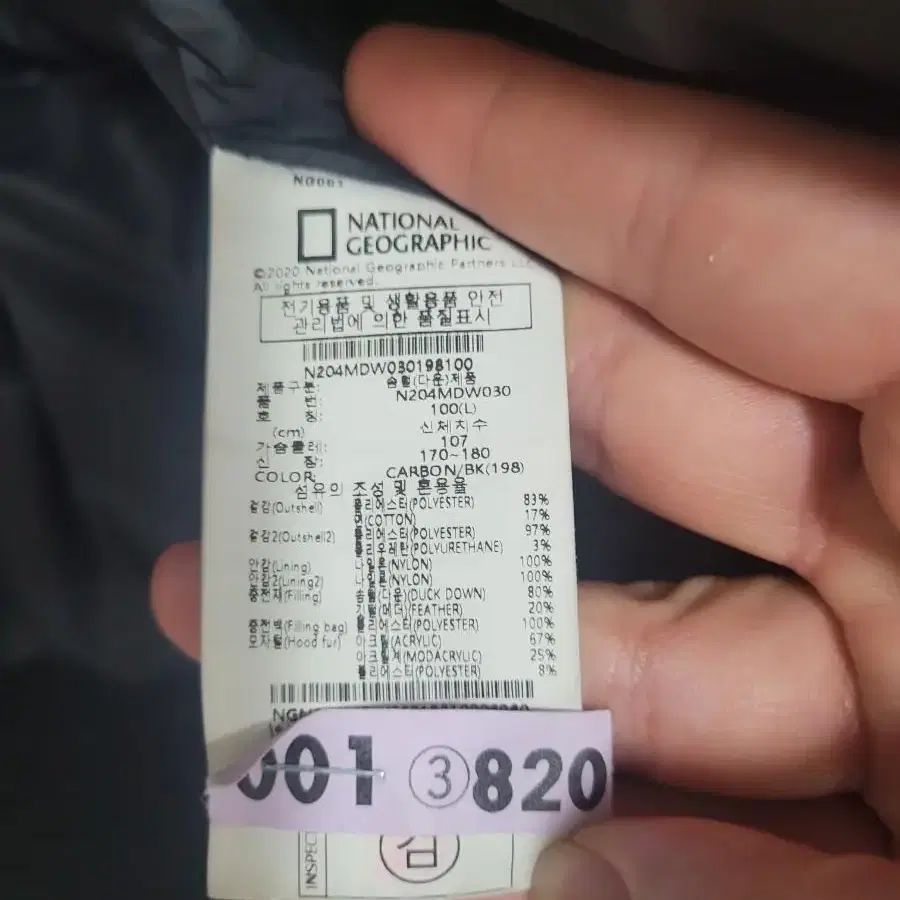 NG001
NATIONAL
GEOGRAPHIC
©2020 National Geographic Partners LLC
All rights reserved.
전기용품 및 생활용품 안전
관리법에 의한 품질표시
N204MDW030198100
제품구분: 솜털(다운)제품
품 번: N204MDW030
호 칭: 100(L)
(cm) 신체치수
가슴둘레: 107
신 장: 170~180
COLOR: CARBON/BK(198)
섬유의 조성 및 혼용율
겉감(Outshell) 폴리에스터(POLYESTER) 83%
면(COTTON) 17%
겉감2(Outshell2) 폴리에스터(POLYESTER) 97%
폴리우레탄(POLYURETHANE) 3%
안감(Lining) 나일론(NYLON) 100%
안감2(Lining2) 나일론(NYLON) 100%
충전재(Filling) 솜털(다운)(DUCK DOWN) 80%
깃털(페더)(FEATHER) 20%
충전백(Filling bag) 폴리에스터(POLYESTER) 100%
모자털(Hood fur) 아크릴(ACRYLIC) 67%
아크릴계(MODACRYLIC) 25%
폴리에스터(POLYESTER) 8%
001 ③820
INSPEC
검